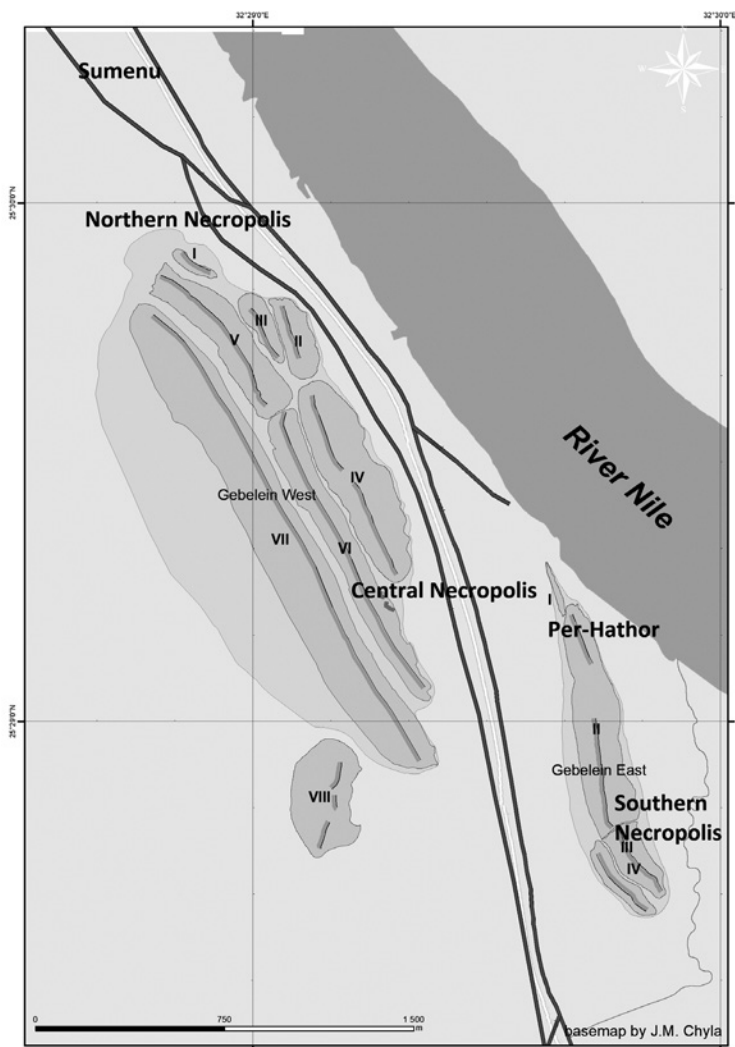 32°29'0"E
32°30'0"E
Sumenu
25°30'0"N
Northern Necropolis
I
III
V
II
River Nile
IV
Gebelein West
VII
VI
Central Necropolis
I
Per-Hathor
25°29'0"N
II
Gebelein East
VIII
Southern
Necropolis
III
IV
0
750
1 500
m
basemap by J.M. Chyla